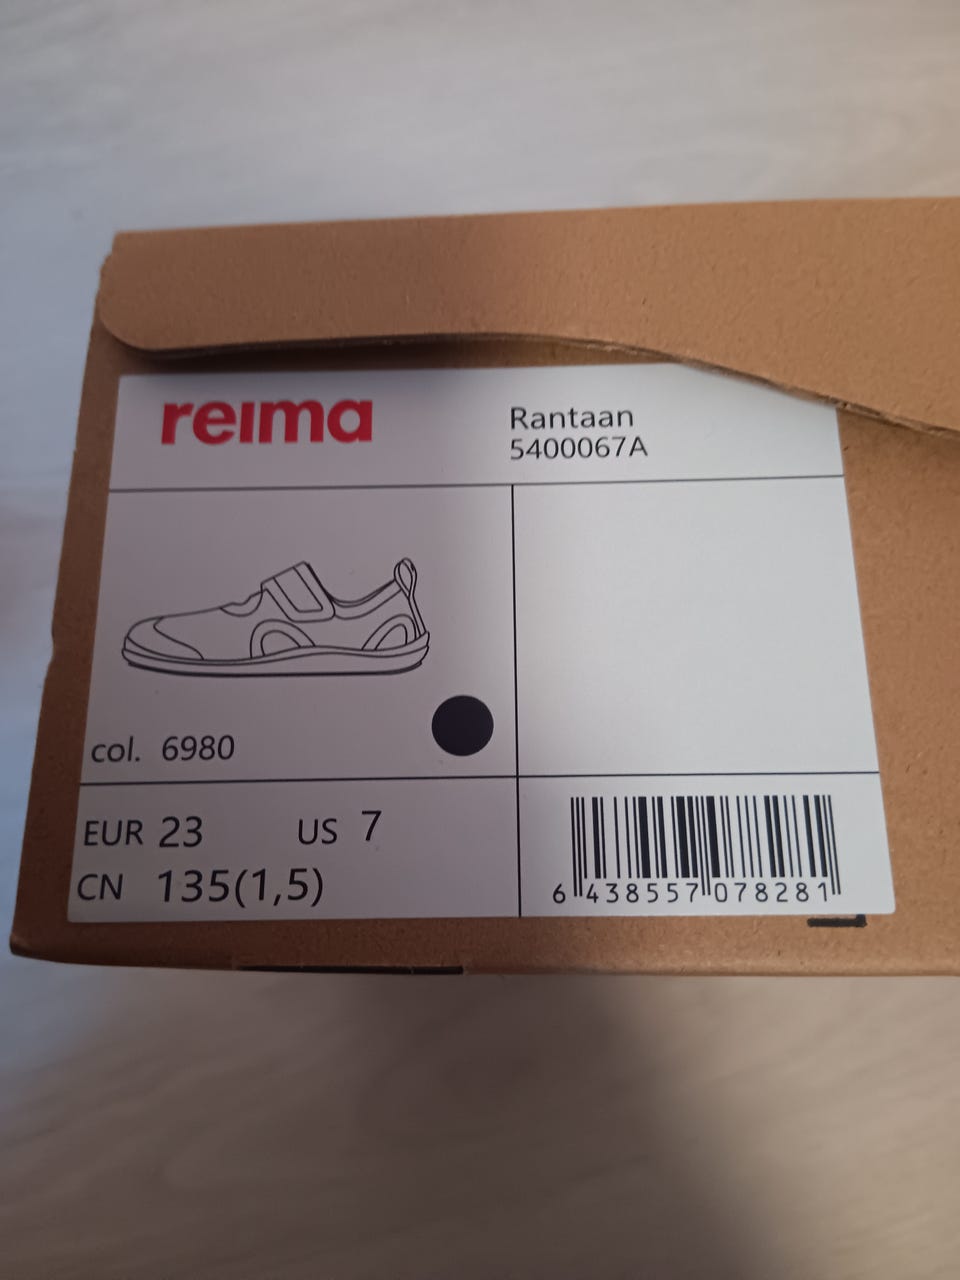 reima
Rantaan
5400067A
col. 6980
EUR 23 US 7
CN 135(1,5)
6 438557 078281